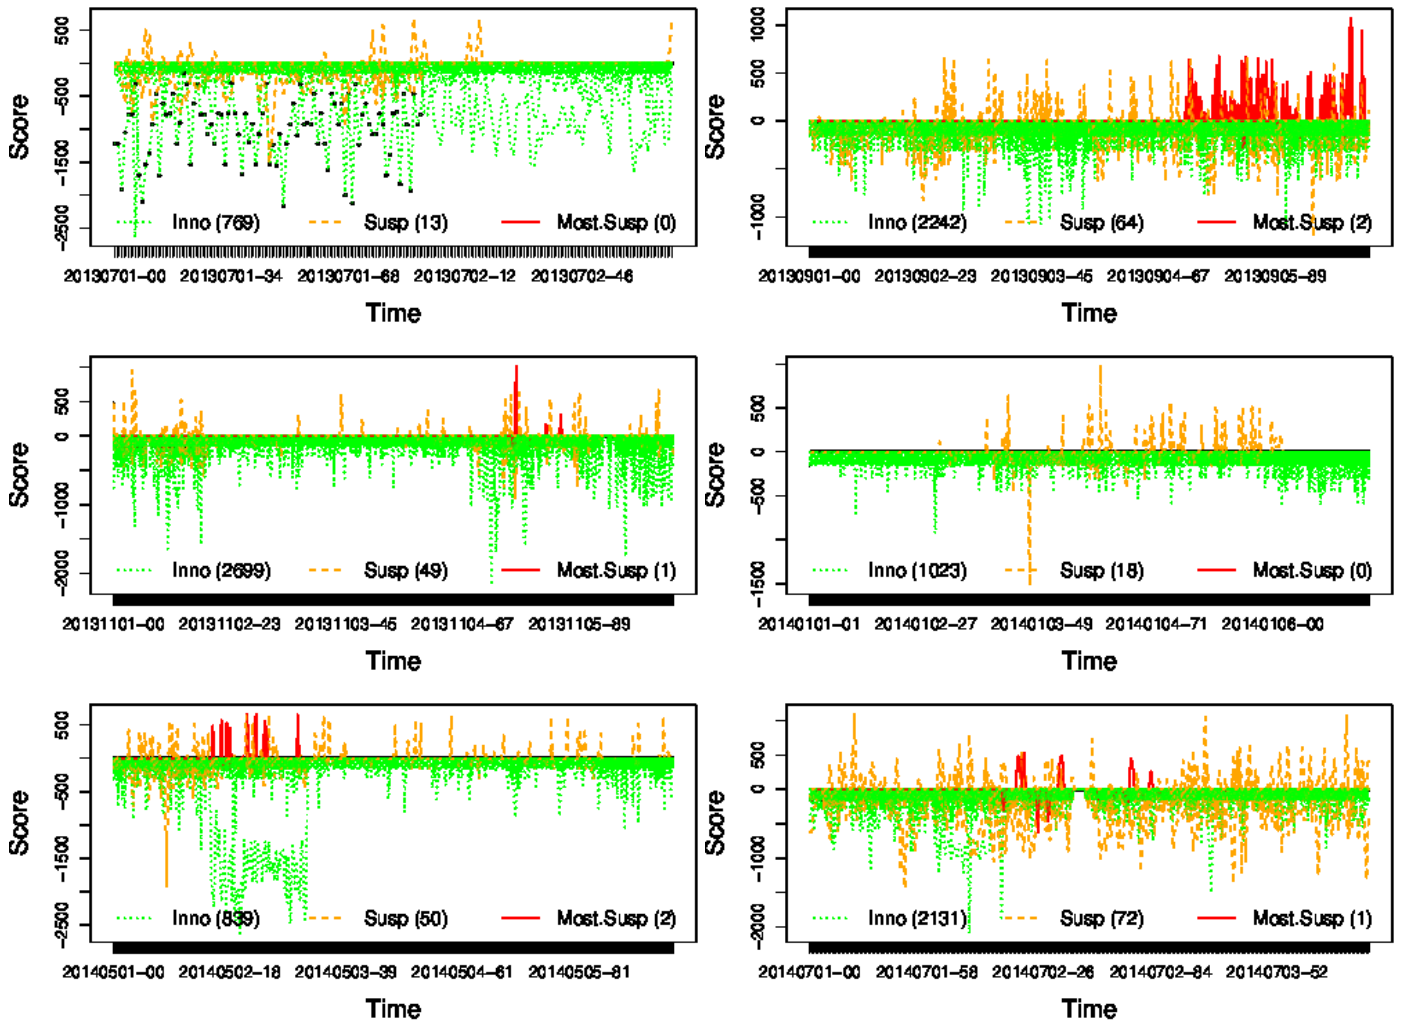 Score
500
-500
-1500
-2500
Inno (769) Susp (13) Most.Susp (0)
20130701-00 20130701-34 20130701-68 20130702-12 20130702-46
Time
Score
1000
500
0
-1000
Inno (2242) Susp (64) Most.Susp (2)
20130901-00 20130902-23 20130903-45 20130904-67 20130905-89
Time
Score
500
0
-1000
-2000
Inno (2699) Susp (49) Most.Susp (1)
20131101-00 20131102-23 20131103-45 20131104-67 20131105-89
Time
Score
500
0
-500
-1500
Inno (1023) Susp (18) Most.Susp (0)
20140101-01 20140102-27 20140103-49 20140104-71 20140106-00
Time
Score
500
-500
-1500
-2500
Inno (839) Susp (50) Most.Susp (2)
20140501-00 20140502-18 20140503-39 20140504-61 20140505-81
Time
Score
500
0
-1000
-2000
Inno (2131) Susp (72) Most.Susp (1)
20140701-00 20140701-58 20140702-26 20140702-84 20140703-52
Time